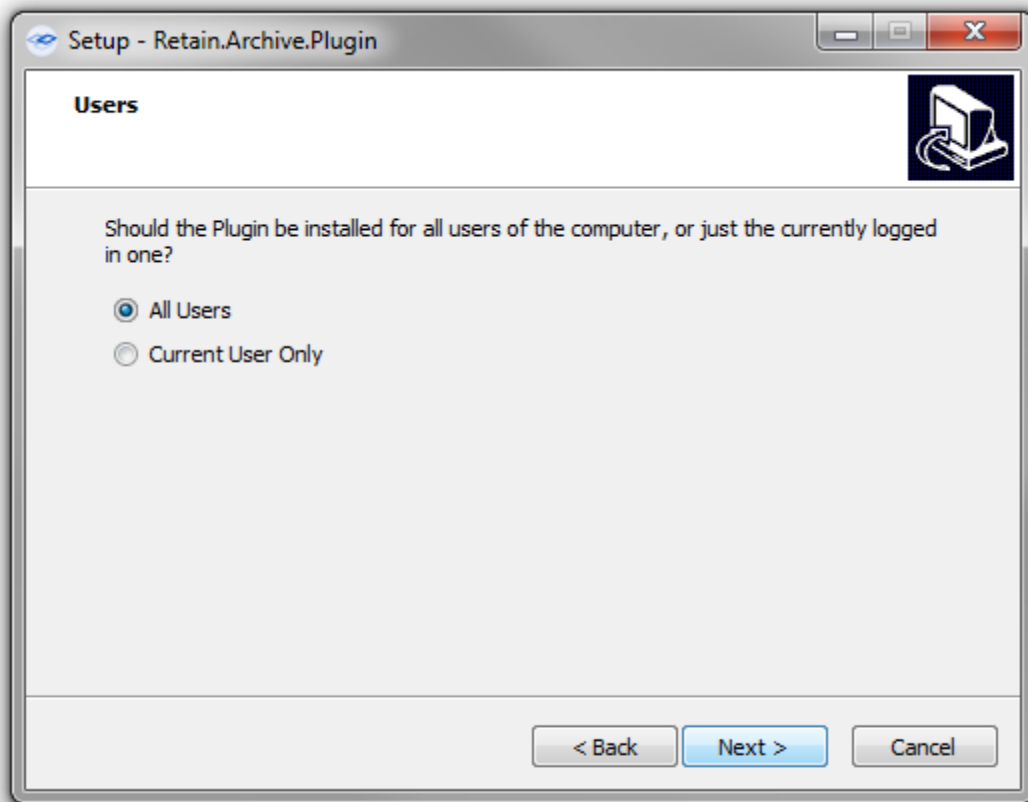 Setup - Retain.Archive.Plugin
Users
Should the Plugin be installed for all users of the computer, or just the currently logged
in one?
All Users
Current User Only
< Back
Next >
Cancel